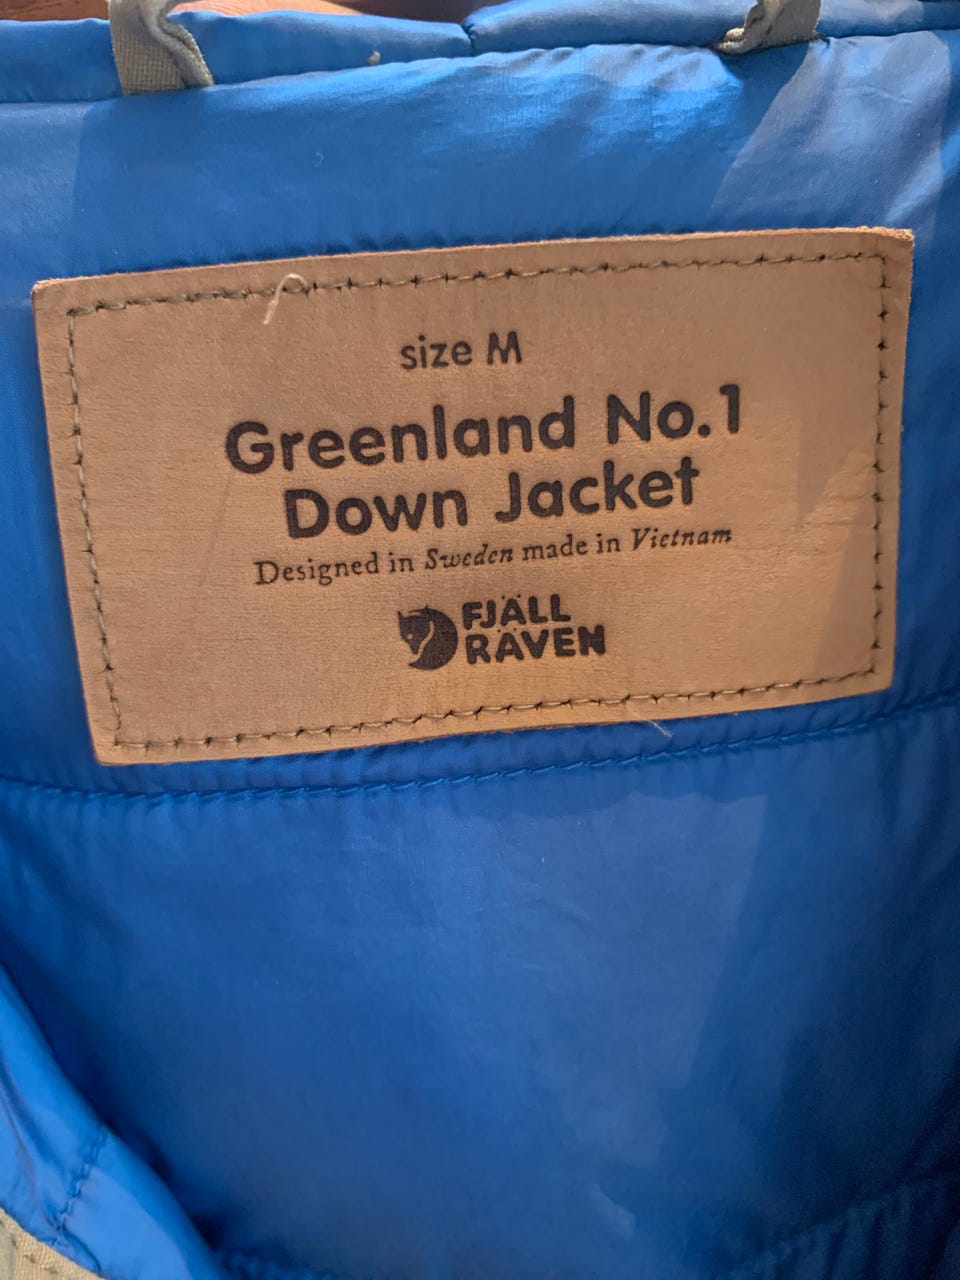 size M
Greenland No.1
Down Jacket
Designed in Sweden made in Vietnam
FJÄLL
RÄVEN